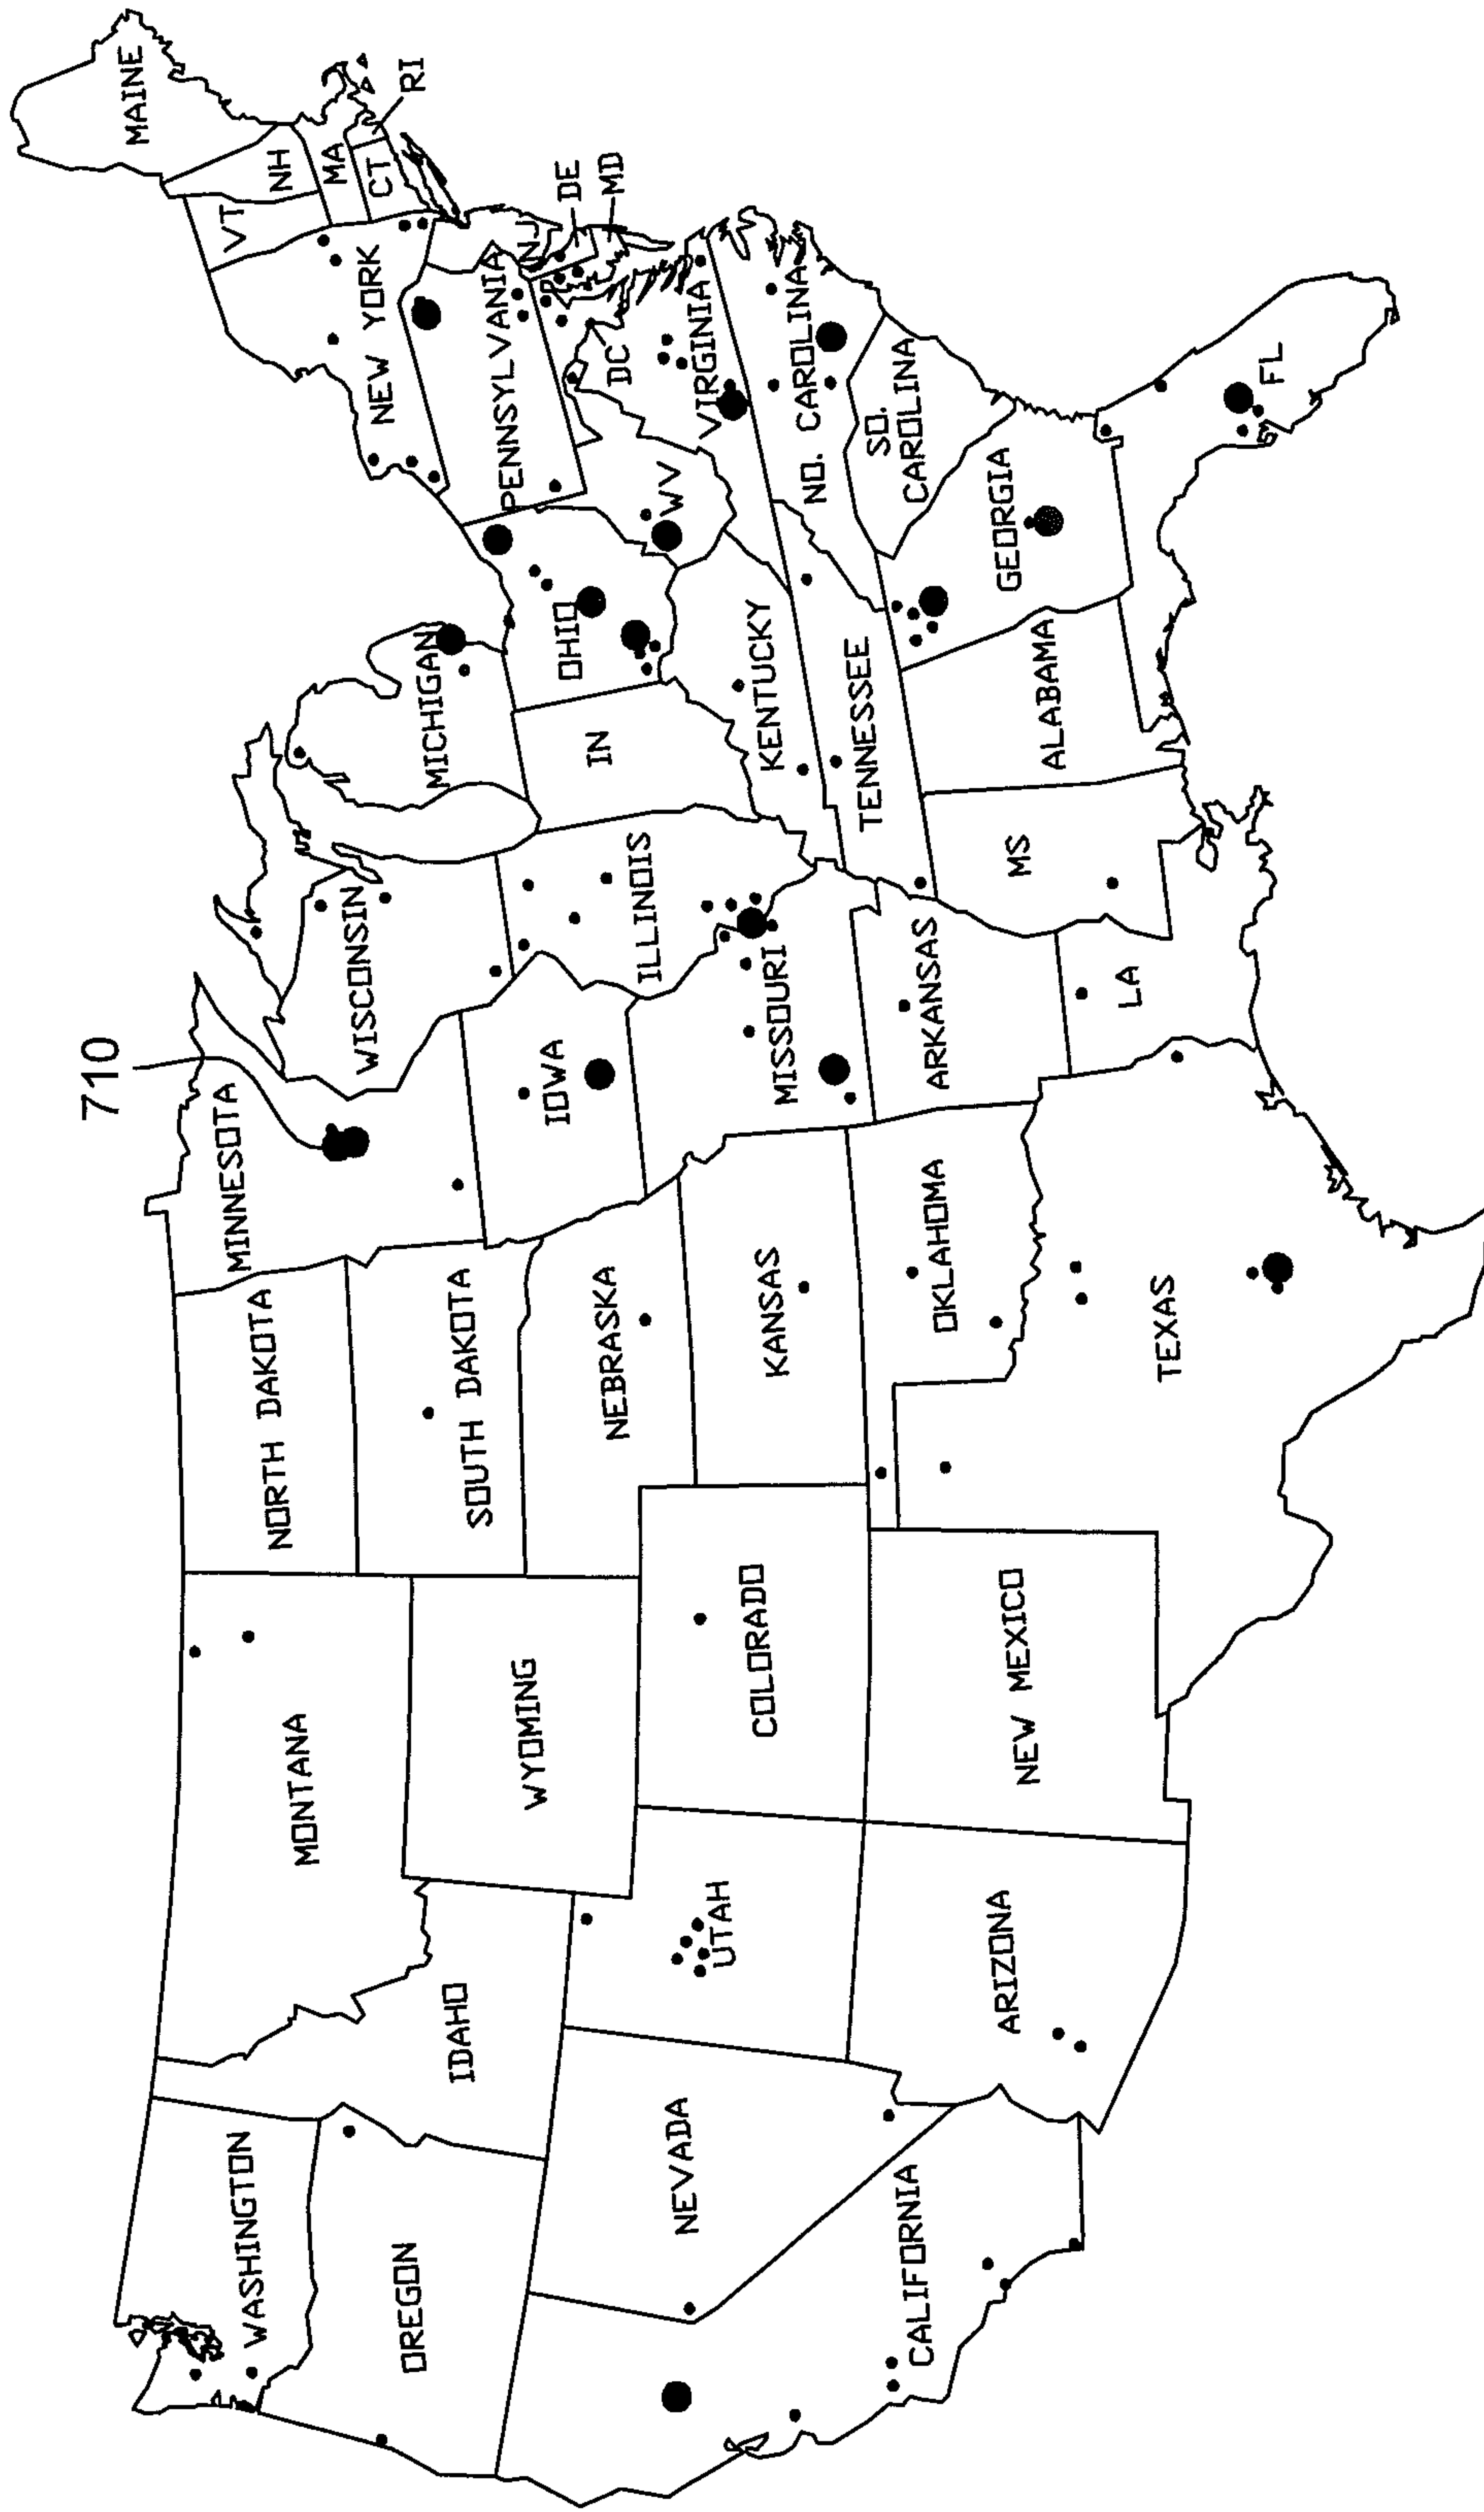 710
WASHINGTON
OREGON
CALIFORNIA
NEVADA
IDAHO
MONTANA
WYOMING
UTAH
ARIZONA
COLORADO
NEW MEXICO
NORTH DAKOTA
SOUTH DAKOTA
NEBRASKA
KANSAS
OKLAHOMA
TEXAS
MINNESOTA
IOWA
MISSOURI
ARKANSAS
LA
WISCONSIN
ILLINOIS
MS
MICHIGAN
IN
KENTUCKY
TENNESSEE
ALABAMA
OHIO
GEORGIA
WV
PENNSYLVANIA
VIRGINIA
NO. CAROLINA
SO.
CAROLINA
FL
NEW YORK
DC
NJ
DE
MD
VT
NH
MA
CT
RI
MAINE